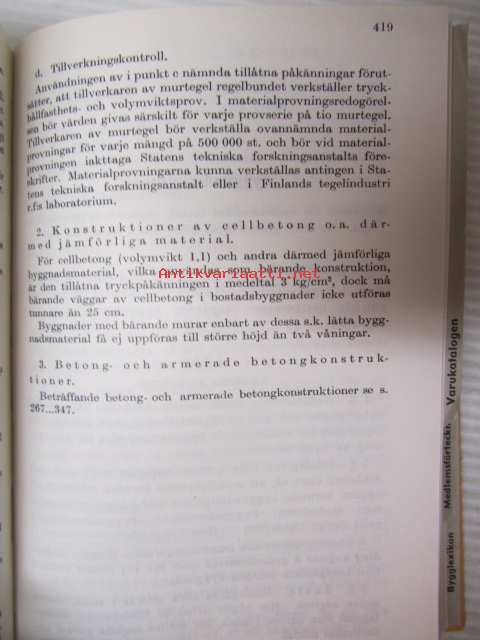 419
d. Tillverkningskontroll.
Användningen av i punkt c nämnda tillåtna påkänningar förut-
sätter, att tillverkaren av murtegel regelbundet verkställer tryck-
hållfasthets- och volymviktsprov. I materialprovningsredogörel-
sen bör värden givas särskilt för varje provserie på tio murtegel.
Tillverkaren av murtegel bör verkställa ovannämnda material-
provningar för varje mängd på 500 000 st. och bör vid material-
provningen iakttaga Statens tekniska forskningsanstalts före-
skrifter. Materialprovningarna kunna verkställas antingen i Sta-
tens tekniska forskningsanstalt eller i Finlands tegelindustri
r.f:s laboratorium.
2. Konstruktioner av cellbetong o.a. där-
med jämförliga material.
För cellbetong (volymvikt 1,1) och andra därmed jämförliga
byggnadsmaterial, vilka användas som bärande konstruktion,
är den tillåtna tryckpåkänningen i medeltal 3 kg/cm², dock må
bärande väggar av cellbetong i bostadsbyggnader icke utföras
tunnare än 25 cm.
Byggnader med bärande murar enbart av dessa s.k. lätta bygg-
nadsmaterial få ej uppföras till större höjd än två våningar.
3. Betong- och armerade betongkonstruk-
tioner.
Beträffande betong- och armerade betongkonstruktioner se s.
267...347.
Antikvariaatti.net
Varukatalogen
Medlemsförteckn.
Bygglexikon